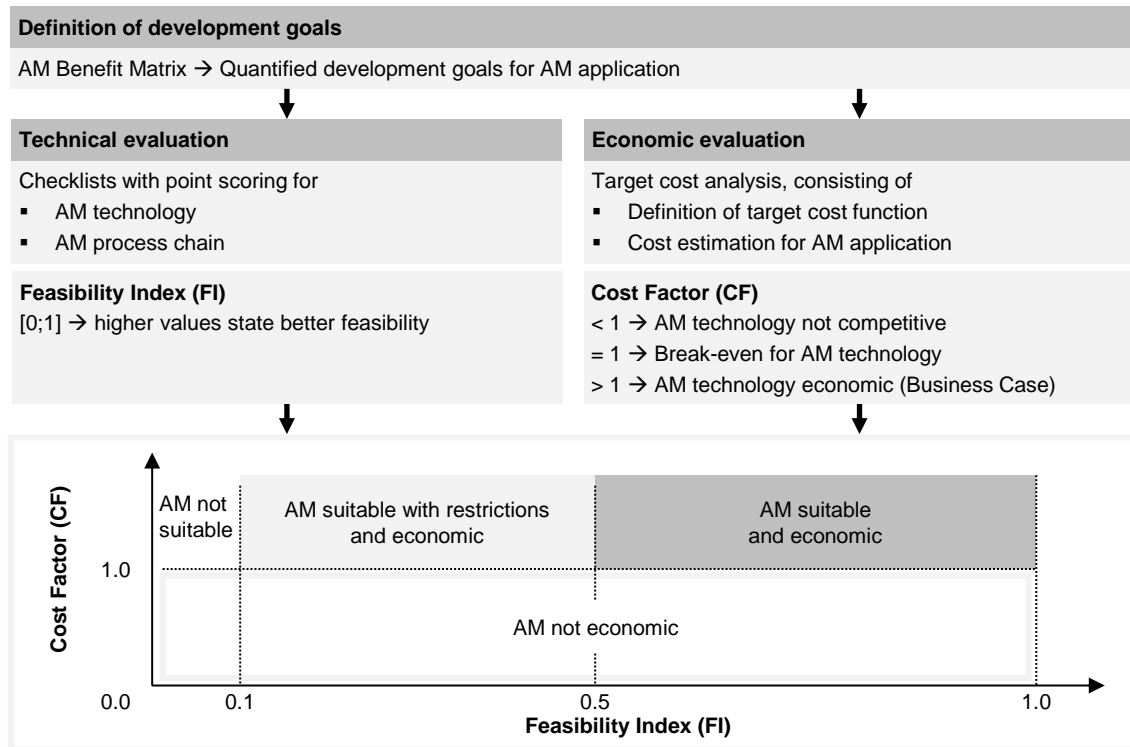 Definition of development goals
AM Benefit Matrix → Quantified development goals for AM application
Technical evaluation
Checklists with point scoring for
▪ AM technology
▪ AM process chain
Feasibility Index (FI)
[0;1] → higher values state better feasibility
Economic evaluation
Target cost analysis, consisting of
▪ Definition of target cost function
▪ Cost estimation for AM application
Cost Factor (CF)
< 1 → AM technology not competitive
= 1 → Break-even for AM technology
> 1 → AM technology economic (Business Case)
Cost Factor (CF)
AM not
suitable
AM suitable with restrictions
and economic
AM suitable
and economic
1.0
AM not economic
0.0
0.1
0.5
1.0
Feasibility Index (FI)